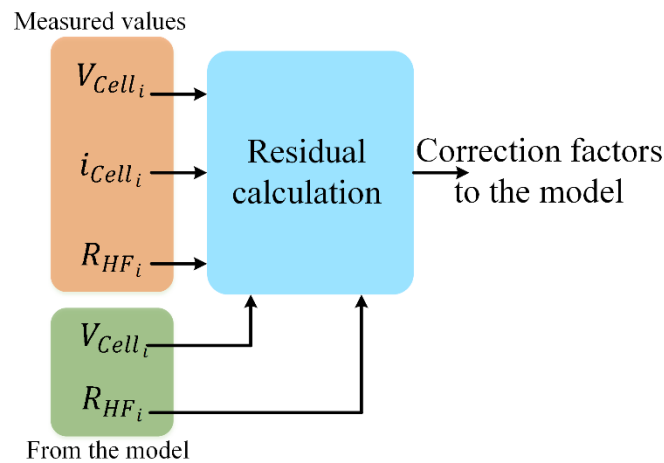 Measured values
V_{Cell_i}
i_{Cell_i}
R_{HF_i}
Residual
calculation
Correction factors
to the model
V_{Cell_i}
R_{HF_i}
From the model